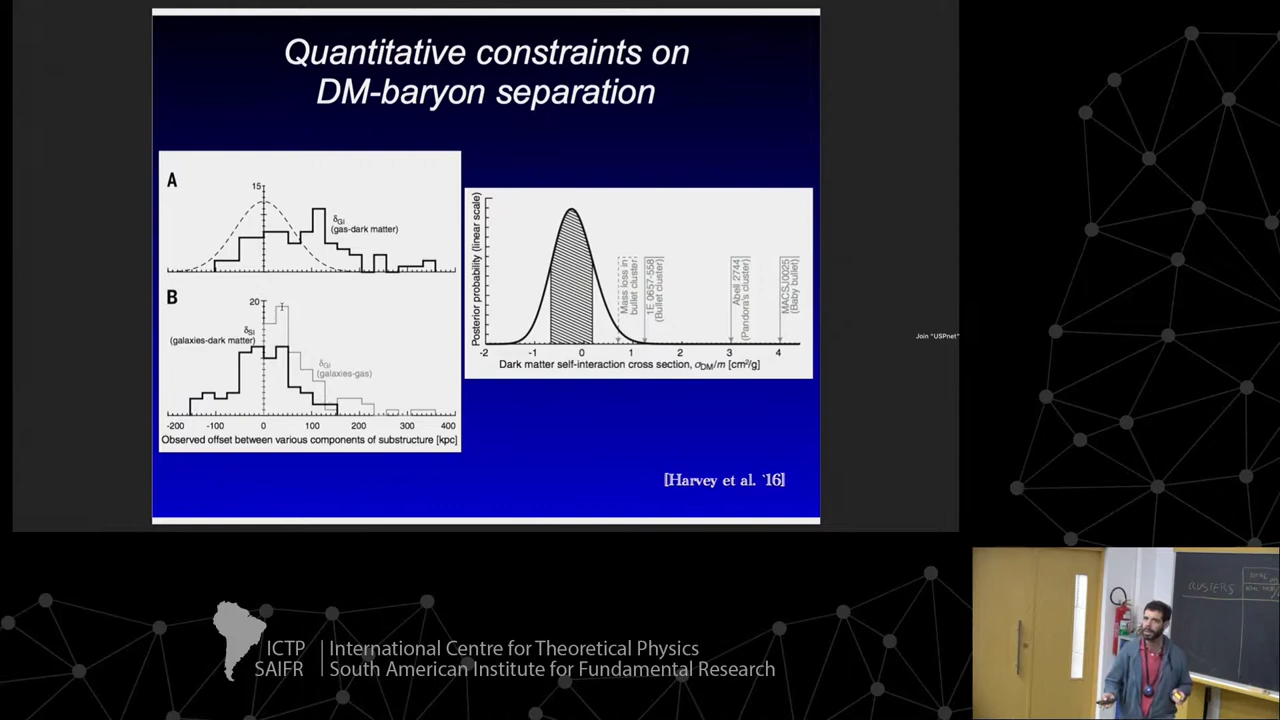 Quantitative constraints on
DM-baryon separation
A
15
δGI
(gas-dark matter)
B
20
δSI
(galaxies-dark matter)
δGI
(galaxies-gas)
-200 -100 0 100 200 300 400
Observed offset between various components of substructure [kpc]
Posterior probability (linear scale)
Mass loss in
bullet cluster
1E 0657-558
(Bullet cluster)
Abell 2744
(Pandora's cluster)
MACSJ0025
(Baby bullet)
-2 -1 0 1 2 3 4
Dark matter self-interaction cross section, σDM/m [cm²/g]
[Harvey et al. `16]
Join "USPnet"
CLUSTERS
ICTP
SAIFR
International Centre for Theoretical Physics
South American Institute for Fundamental Research